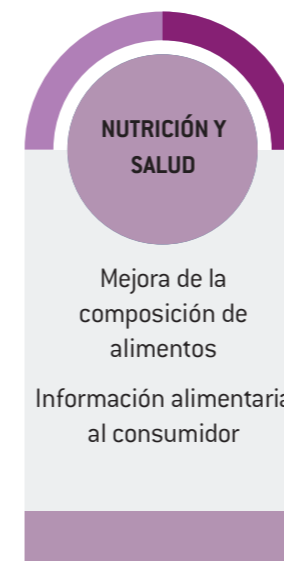 NUTRICIÓN Y
SALUD
Mejora de la
composición de
alimentos
Información alimentaria
al consumidor